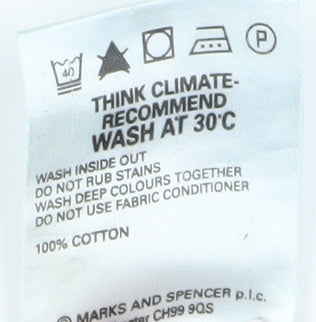 40
P
THINK CLIMATE-
RECOMMEND
WASH AT 30°C
WASH INSIDE OUT
DO NOT RUB STAINS
WASH DEEP COLOURS TOGETHER
DO NOT USE FABRIC CONDITIONER
100% COTTON
© MARKS AND SPENCER p.l.c.
CH99 9QS